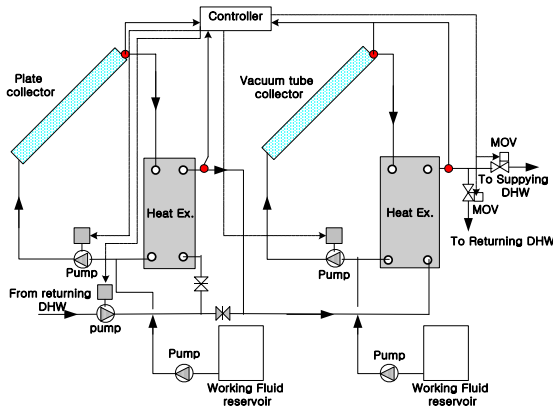 Controller
Plate
collector
Vacuum tube
collector
MOV
To Suppying
DHW
MOV
To Returning DHW
Heat Ex.
Heat Ex.
Pump
Pump
From returning
DHW
pump
Pump
Pump
Working Fluid
reservoir
Working Fluid
reservoir